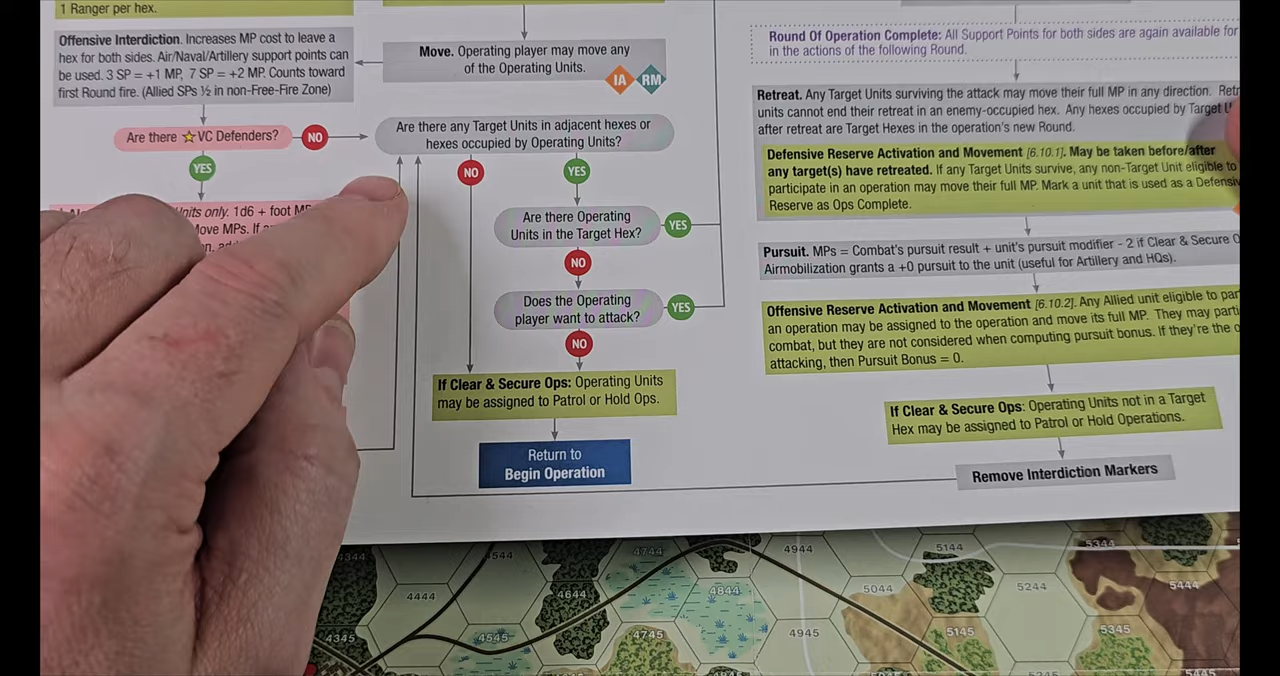 1 Ranger per hex.
Offensive Interdiction. Increases MP cost to leave a
hex for both sides. Air/Naval/Artillery support points can
be used. 3 SP = +1 MP, 7 SP = +2 MP. Counts toward
first Round fire. (Allied SPs ½ in non-Free-Fire Zone)
Are there ★VC Defenders?
NO
YES
Units only. 1d6 + foot
Move MPs. If
Move. Operating player may move any
of the Operating Units.
IA
RM
Are there any Target Units in adjacent hexes or
hexes occupied by Operating Units?
NO
YES
Are there Operating
Units in the Target Hex?
YES
NO
Does the Operating
player want to attack?
YES
NO
If Clear & Secure Ops: Operating Units
may be assigned to Patrol or Hold Ops.
Return to
Begin Operation
Round Of Operation Complete: All Support Points for both sides are again available for
in the actions of the following Round.
Retreat. Any Target Units surviving the attack may move their full MP in any direction.
units cannot end their retreat in an enemy-occupied hex. Any hexes occupied by Target
after retreat are Target Hexes in the operation's new Round.
Defensive Reserve Activation and Movement [6.10.1]. May be taken before/after
any target(s) have retreated. If any Target Units survive, any non-Target Unit eligible to
participate in an operation may move their full MP. Mark a unit that is used as a
Reserve as Ops Complete.
Pursuit. MPs = Combat's pursuit result + unit's pursuit modifier - 2 if Clear & Secure
Airmobilization grants a +0 pursuit to the unit (useful for Artillery and HQs).
Offensive Reserve Activation and Movement [6.10.2]. Any Allied unit eligible to
an operation may be assigned to the operation and move its full MP. They may
combat, but they are not considered when computing pursuit bonus. If they're the
attacking, then Pursuit Bonus = 0.
If Clear & Secure Ops: Operating Units not in a Target
Hex may be assigned to Patrol or Hold Operations.
Remove Interdiction Markers
4344
4544
4744
4944
5144
5344
4444
4644
4844
5044
5244
5444
4345
4545
4745
4945
5145
5345